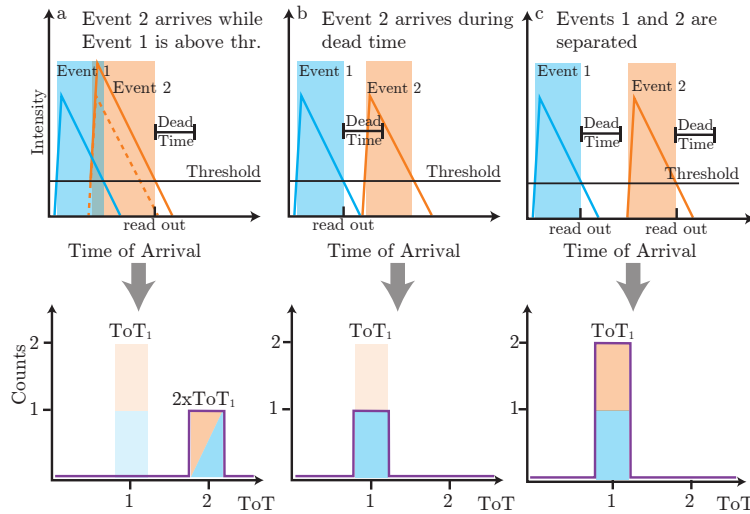 a
Event 2 arrives while
Event 1 is above thr.
Intensity
Event 1
Event 2
Dead
Time
Threshold
read out
Time of Arrival
b
Event 2 arrives during
dead time
Event 1
Event 2
Dead
Time
Threshold
read out
Time of Arrival
c
Events 1 and 2 are
separated
Event 1
Event 2
Dead
Time
Dead
Time
Threshold
read out
read out
Time of Arrival
Counts
2
1
ToT₁
2xToT₁
1
2
ToT
2
1
ToT₁
1
2
ToT
2
1
ToT₁
1
2
ToT